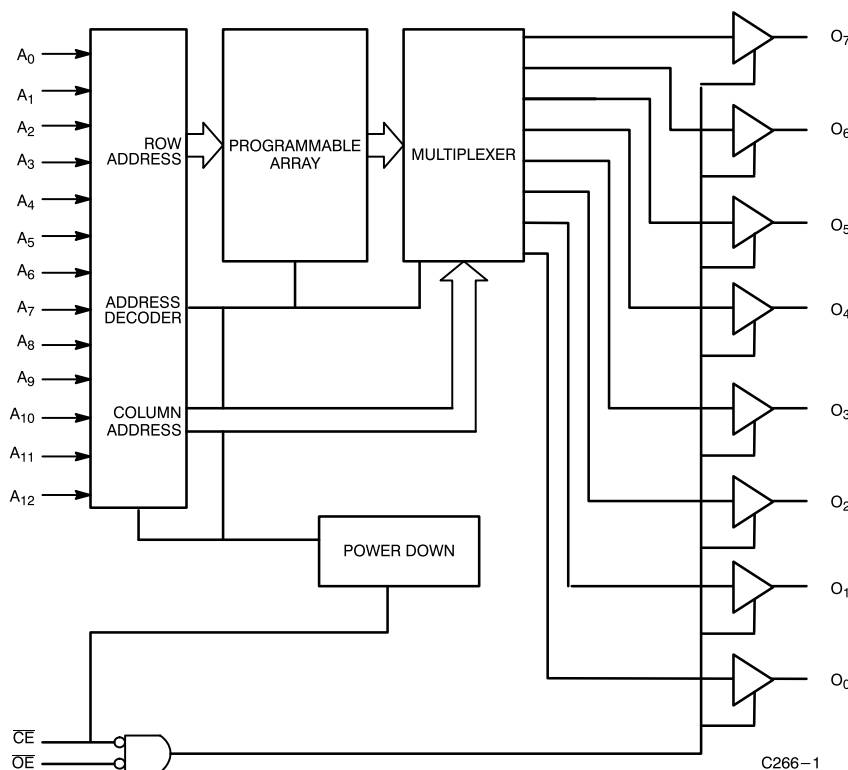 A0
A1
A2
A3
A4
A5
A6
A7
A8
A9
A10
A11
A12
ROW
ADDRESS
ADDRESS
DECODER
COLUMN
ADDRESS
PROGRAMMABLE
ARRAY
MULTIPLEXER
POWER DOWN
O7
O6
O5
O4
O3
O2
O1
O0
CE
OE
C266-1